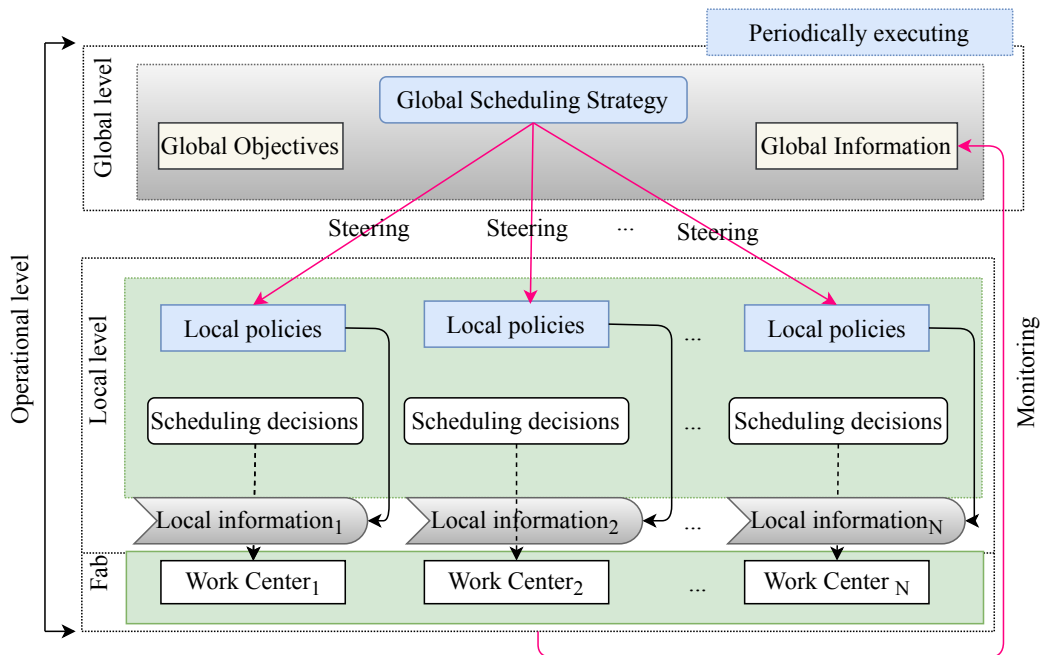 Periodically executing
Global level
Global Scheduling Strategy
Global Objectives
Global Information
Operational level
Steering
Steering
...
Steering
Local level
Local policies
Local policies
...
Local policies
Monitoring
Scheduling decisions
Scheduling decisions
...
Scheduling decisions
Local information1
Local information2
...
Local informationN
Fab
Work Center1
Work Center2
...
Work Center N